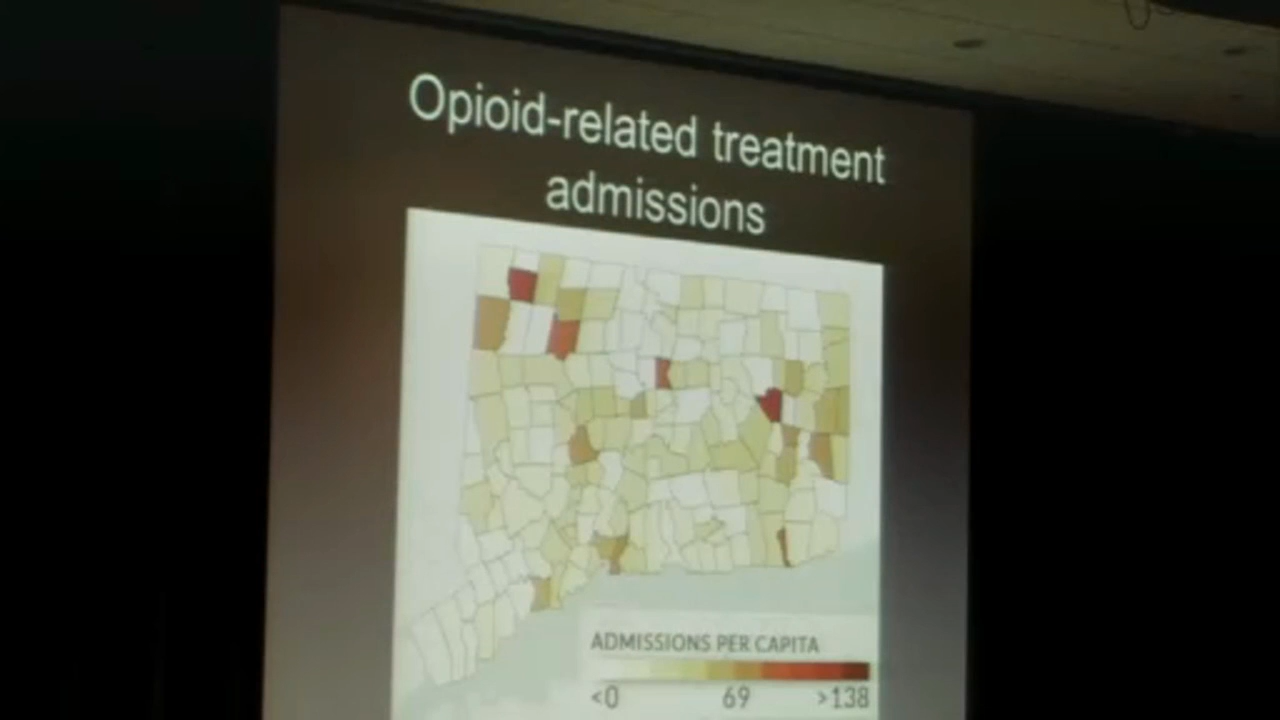 Opioid-related treatment
admissions
ADMISSIONS PER CAPITA
<0 69 >138